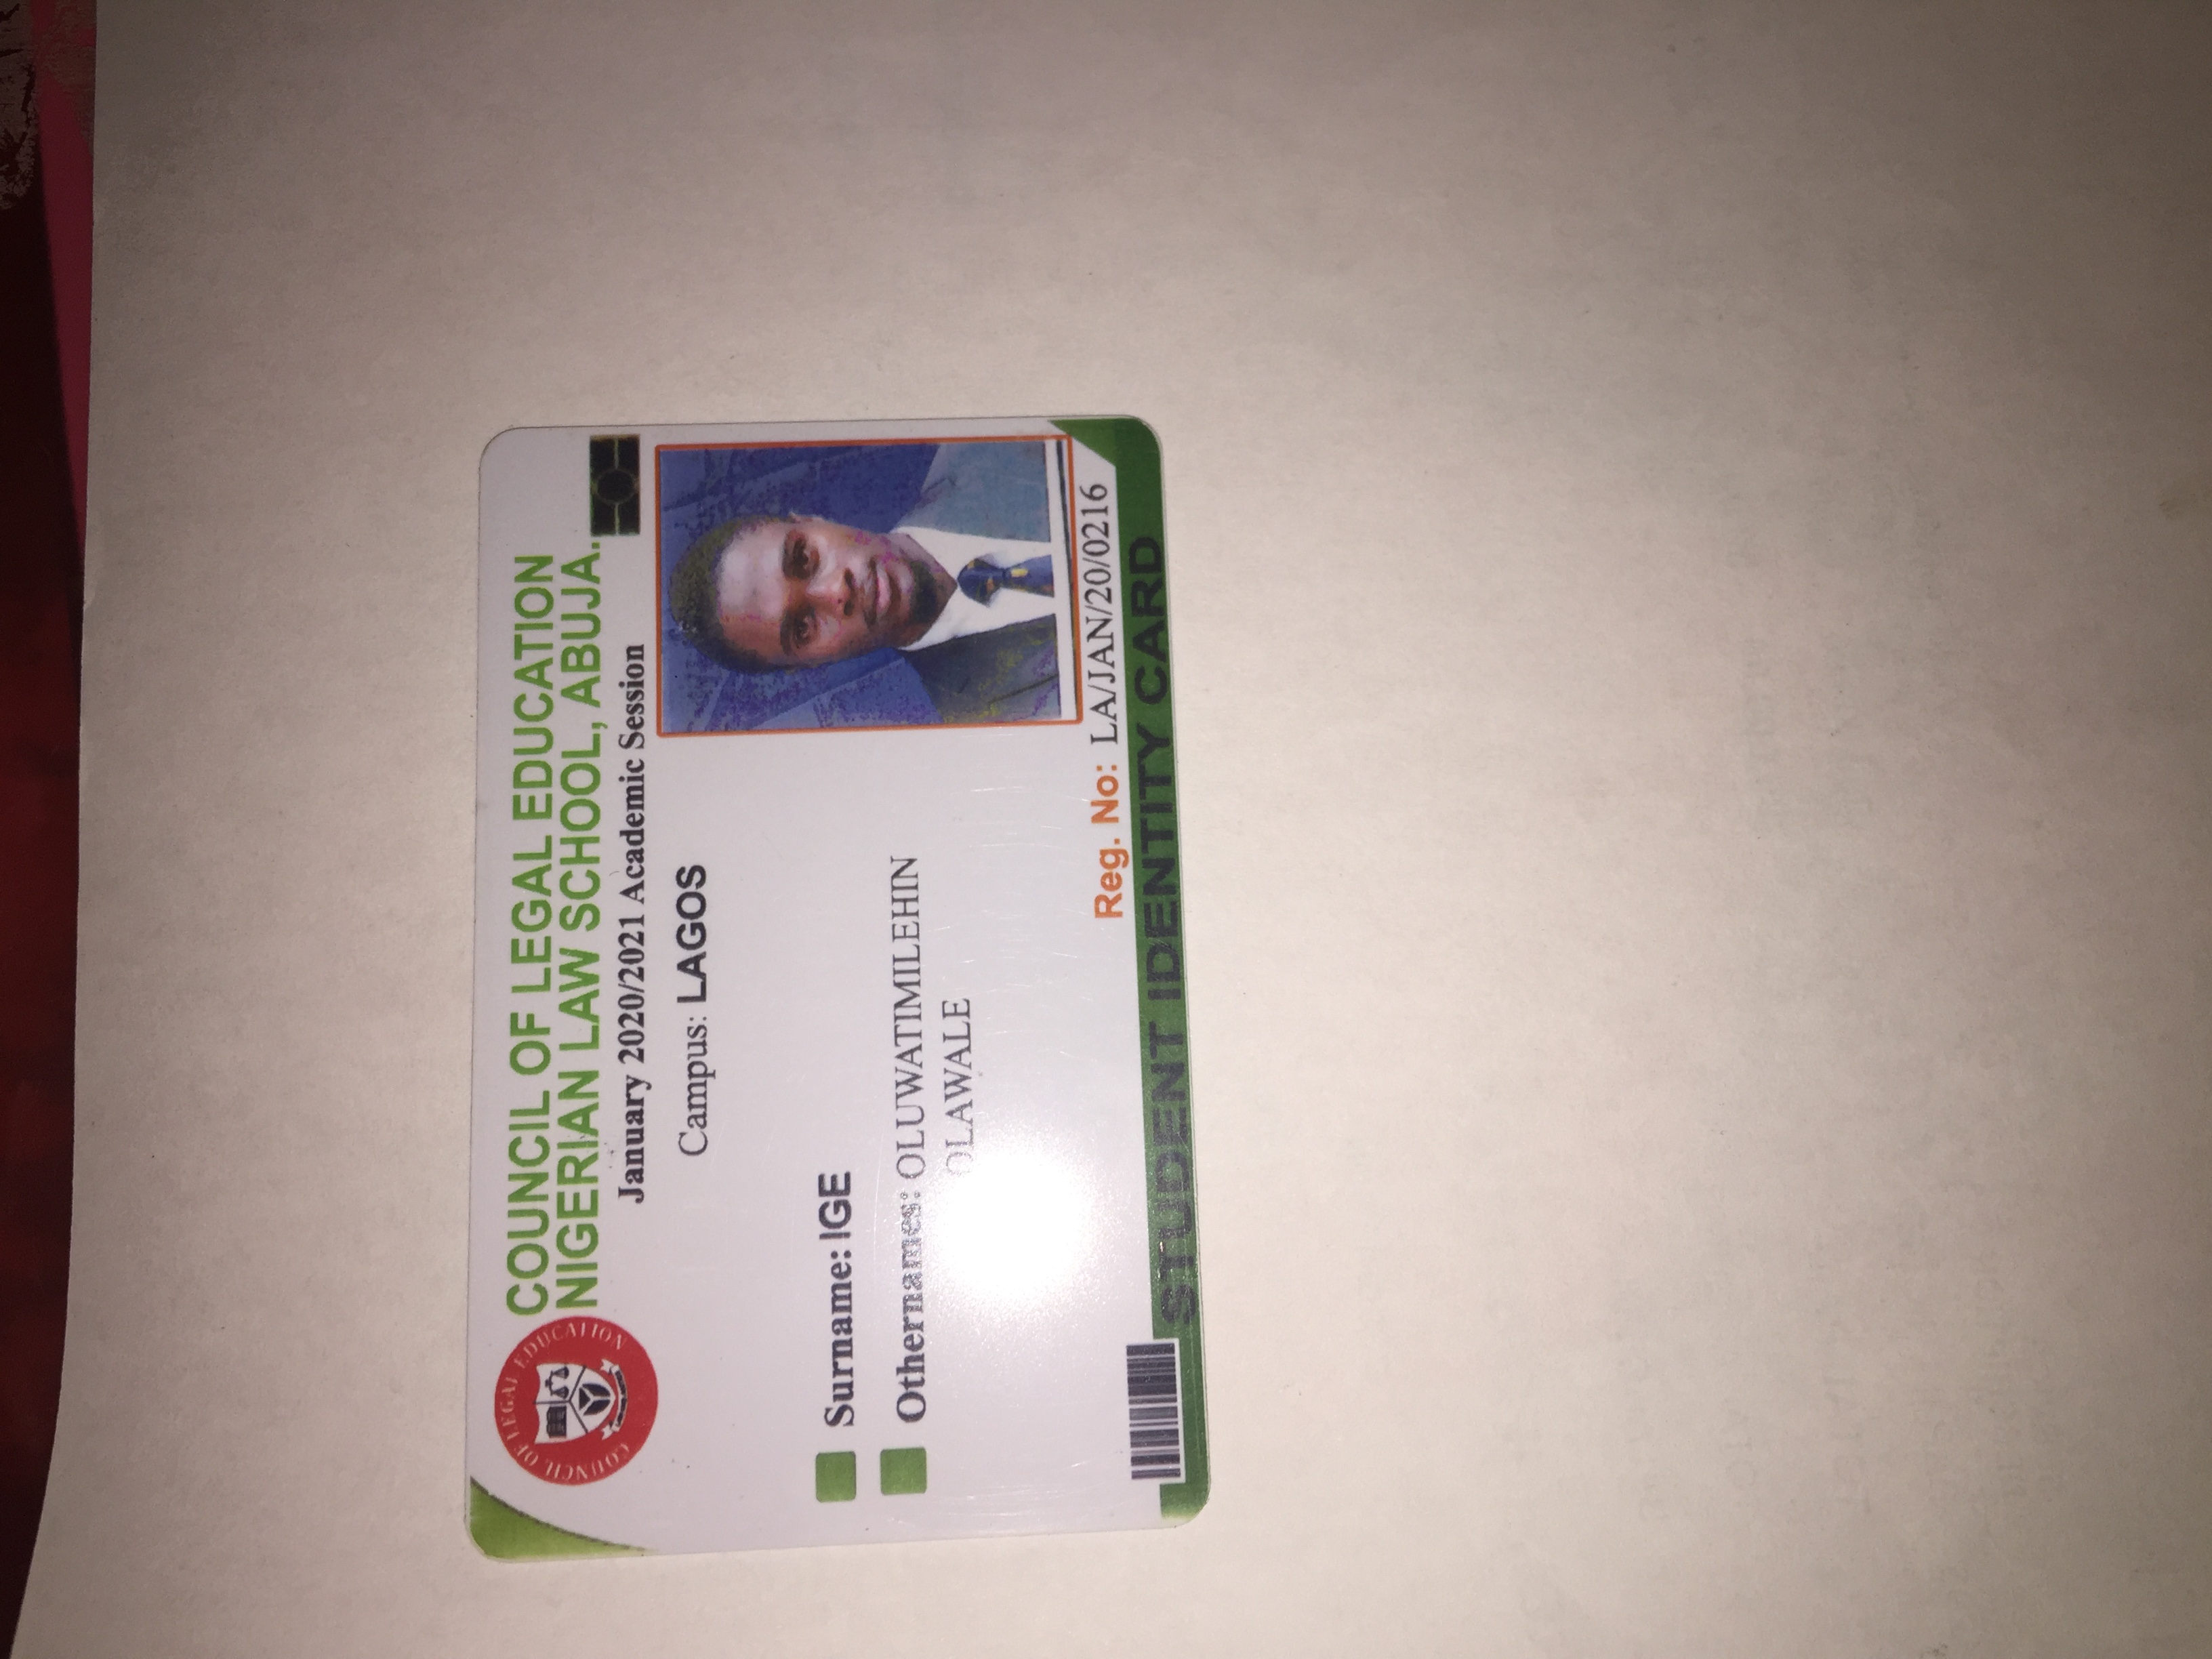 COUNCIL OF LEGAL EDUCATION
COUNCIL OF LEGAL EDUCATION
NIGERIAN LAW SCHOOL, ABUJA.
January 2020/2021 Academic Session
Campus: LAGOS
Surname: IGE
Othernames: OLUWATIMILEHIN
OLAWALE
Reg. No: LA/JAN/20/0216
STUDENT IDENTITY CARD